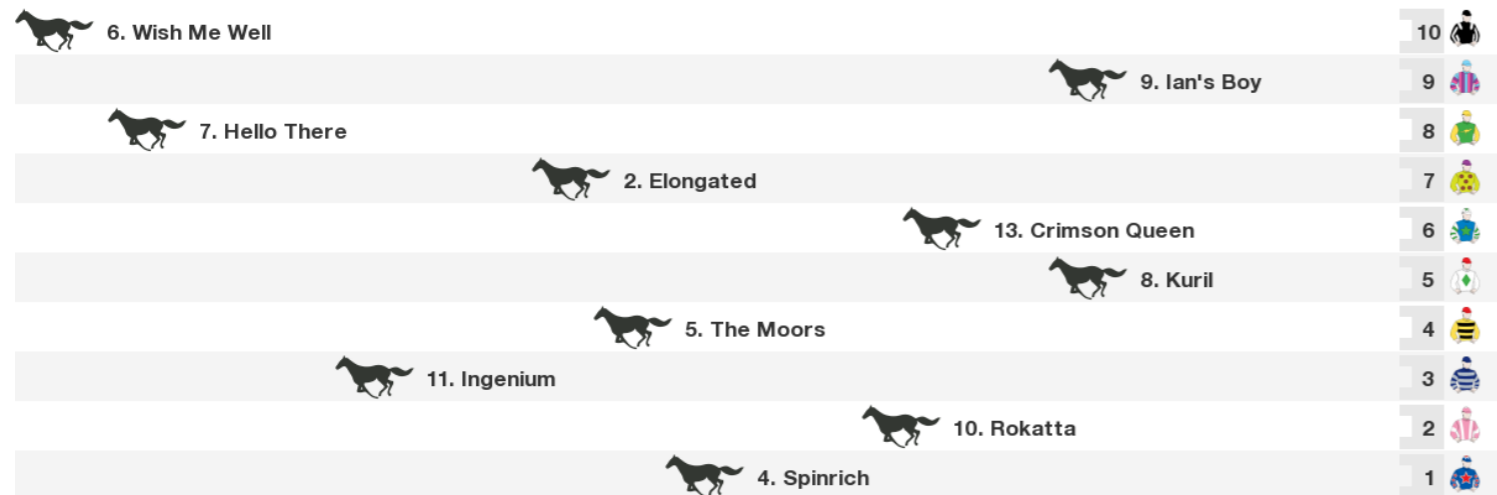 6. Wish Me Well 10
9. Ian's Boy 9
7. Hello There 8
2. Elongated 7
13. Crimson Queen 6
8. Kuril 5
5. The Moors 4
11. Ingenium 3
10. Rokatta 2
4. Spinrich 1